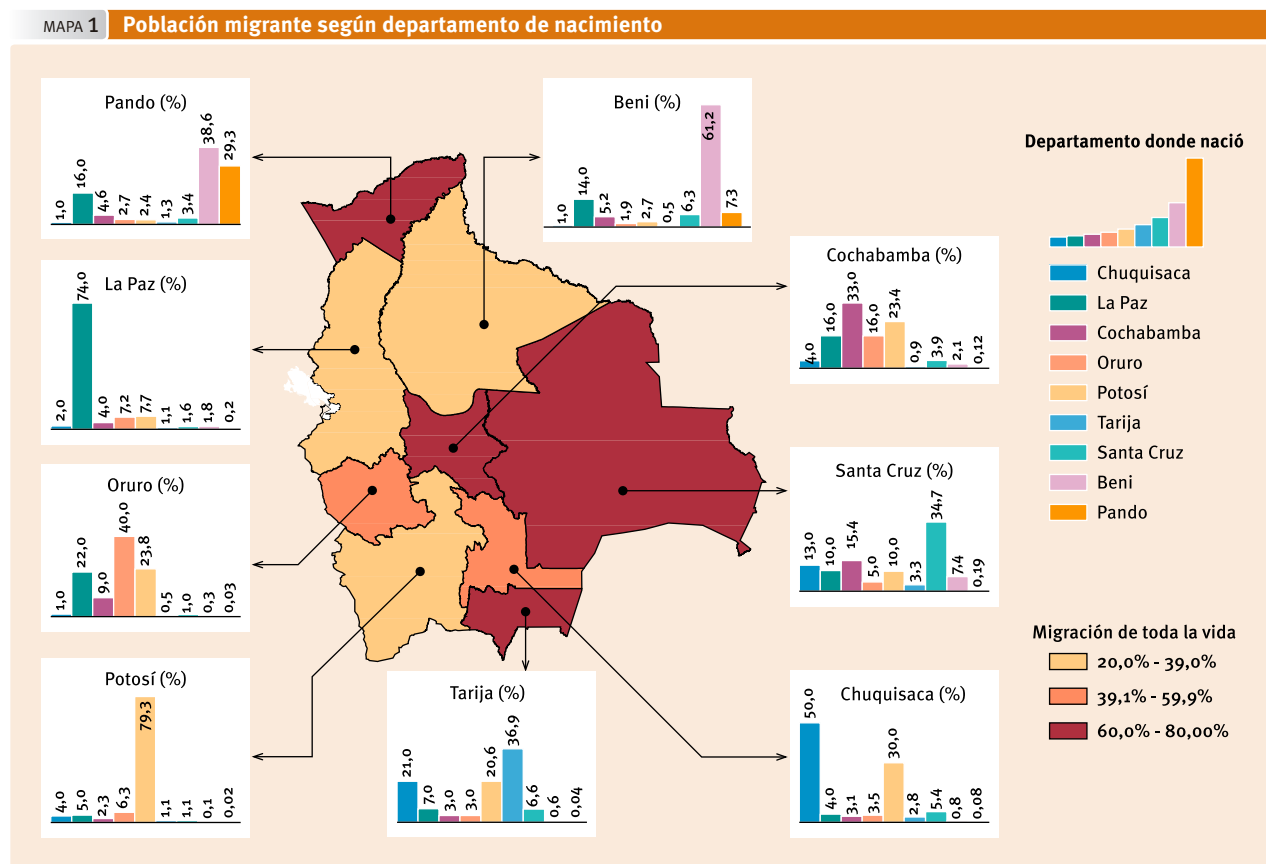 MAPA 1 Población migrante según departamento de nacimiento
Pando (%)
1,0 16,0 4,6 2,7 2,4 1,3 3,4 38,6 29,3
Beni (%)
1,0 14,0 5,2 1,9 2,7 0,5 6,3 61,2 7,3
La Paz (%)
2,0 74,0 4,0 7,2 7,7 1,1 1,6 1,8 0,2
Cochabamba (%)
4,0 16,0 33,0 16,0 23,4 0,9 3,9 2,1 0,12
Oruro (%)
1,0 22,0 9,0 40,0 23,8 0,5 1,0 0,3 0,03
Santa Cruz (%)
13,0 10,0 15,4 5,0 10,0 3,3 34,7 7,4 0,19
Potosí (%)
4,0 5,0 2,3 6,3 79,3 1,1 1,1 0,1 0,02
Tarija (%)
21,0 7,0 3,0 3,0 20,6 36,9 6,6 0,6 0,04
Chuquisaca (%)
50,0 4,0 3,1 3,5 30,0 2,8 5,4 0,8 0,08
Departamento donde nació
Chuquisaca
La Paz
Cochabamba
Oruro
Potosí
Tarija
Santa Cruz
Beni
Pando
Migración de toda la vida
20,0% - 39,0%
39,1% - 59,9%
60,0% - 80,00%